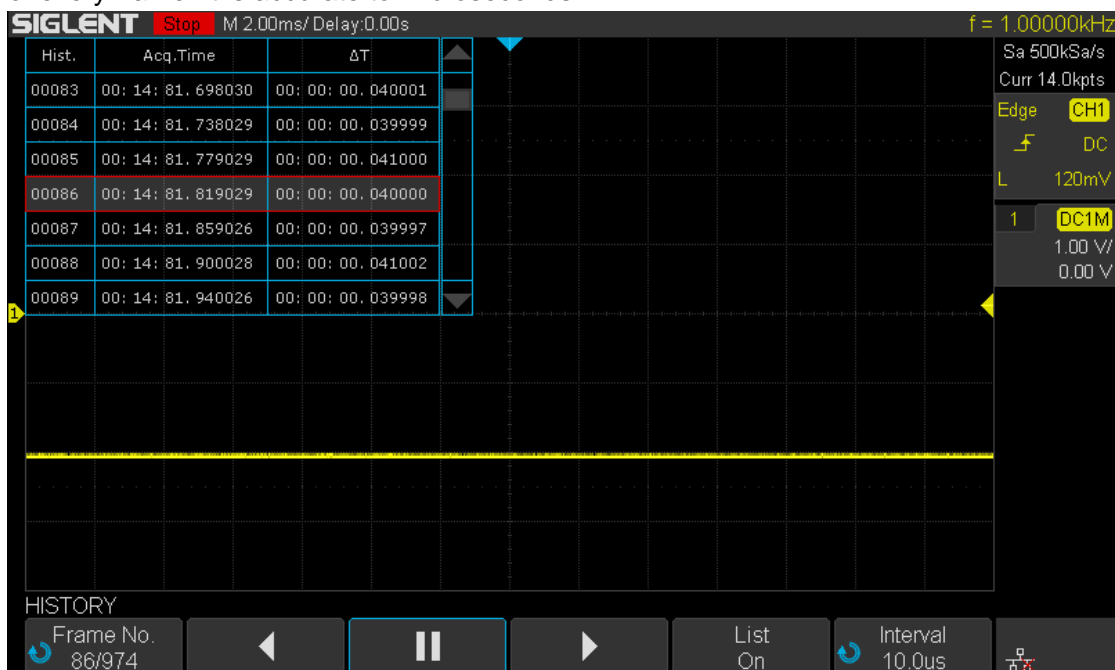 SIGLENT Stop M 2.00ms/ Delay:0.00s f = 1.00000kHz
Sa 500kSa/s
Curr 14.0kpts
Edge CH1
DC
L 120mV
1 DC1M
1.00 V/
0.00 V
Hist. Acq.Time ΔT
00083 00: 14: 81. 698030 00: 00: 00. 040001
00084 00: 14: 81. 738029 00: 00: 00. 039999
00085 00: 14: 81. 779029 00: 00: 00. 041000
00086 00: 14: 81. 819029 00: 00: 00. 040000
00087 00: 14: 81. 859026 00: 00: 00. 039997
00088 00: 14: 81. 900028 00: 00: 00. 041002
00089 00: 14: 81. 940026 00: 00: 00. 039998
1
HISTORY
Frame No. List Interval
86/974 On 10.0us